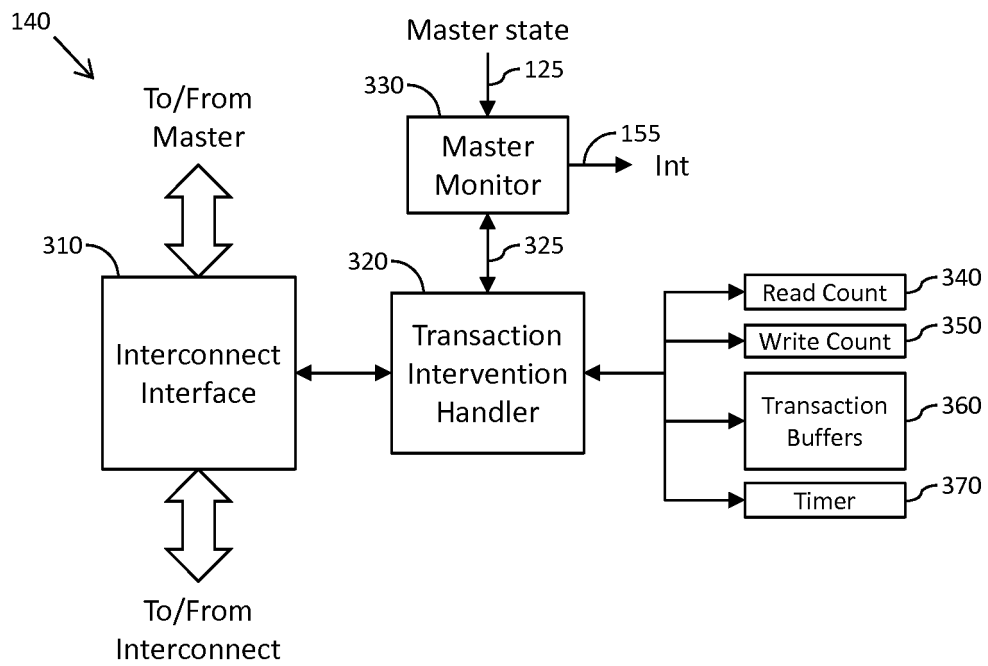 140
Master state
125
330
To/From
Master
Master
Monitor
155
Int
310
325
320
Interconnect
Interface
Transaction
Intervention
Handler
Read Count
340
Write Count
350
Transaction
Buffers
360
Timer
370
To/From
Interconnect